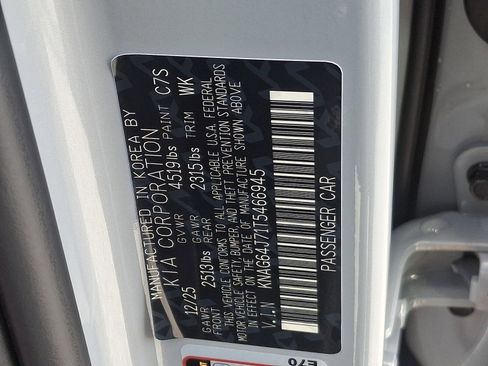 MANUFACTURED IN KOREA BY
KIA CORPORATION
GVWR 4519lbs PAINT C7S
12/25
GAWR FRONT 2513lbs GAWR REAR 2315lbs TRIM WK
THIS VEHICLE CONFORMS TO ALL APPLICABLE U.S.A. FEDERAL
MOTOR VEHICLE SAFETY, BUMPER, AND THEFT PREVENTION STANDARDS
IN EFFECT ON THE DATE OF MANUFACTURE SHOWN ABOVE
V.I.N KNAG64J71T5466945
PASSENGER CAR
E70